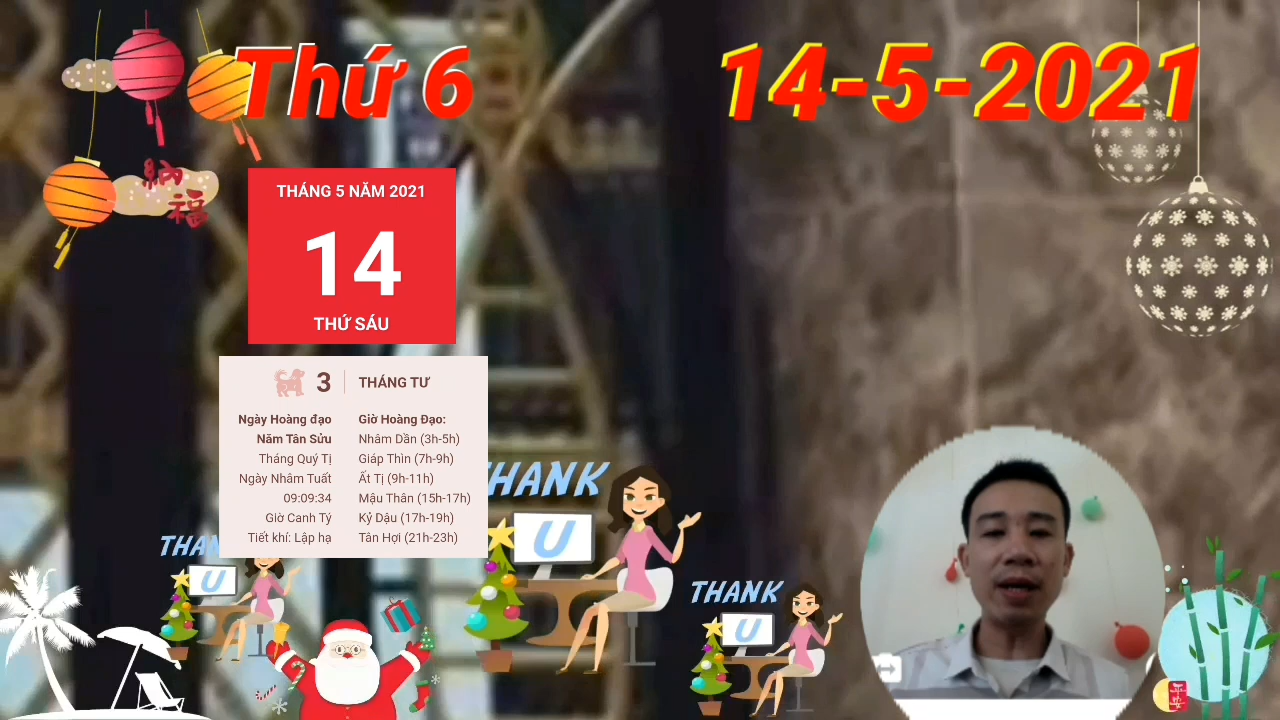 Thứ 6
14-5-2021
納
福
THÁNG 5 NĂM 2021
14
THỨ SÁU
3
THÁNG TƯ
Ngày Hoàng đạo
Năm Tân Sửu
Tháng Quý Tị
Ngày Nhâm Tuất
09:09:34
Giờ Canh Tý
Tiết khí: Lập hạ
Giờ Hoàng Đạo:
Nhâm Dần (3h-5h)
Giáp Thìn (7h-9h)
Ất Tị (9h-11h)
Mậu Thân (15h-17h)
Kỷ Dậu (17h-19h)
Tân Hợi (21h-23h)
THANK
U
THANK
U
THANK
U